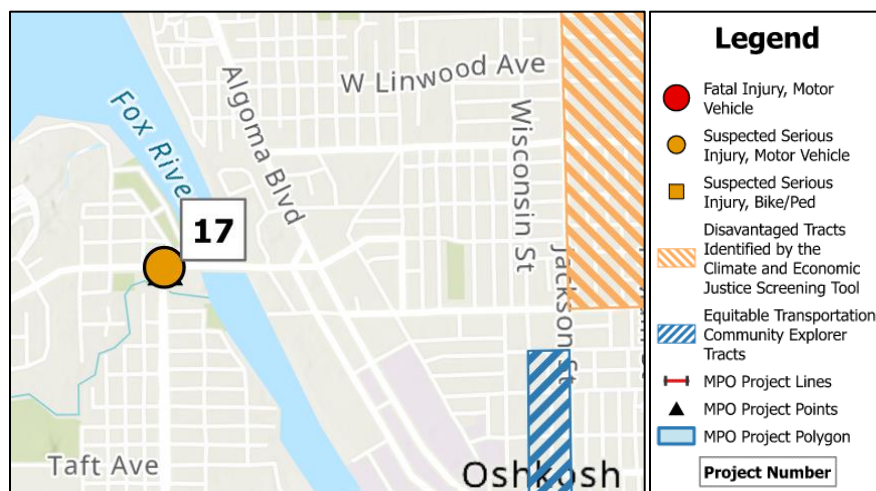 W Linwood Ave
Algoma Blvd
Fox Rive
Wisconsin St
17
Jackson St
Taft Ave
Oshkosh
Legend
Fatal Injury, Motor
Vehicle
Suspected Serious
Injury, Motor Vehicle
Suspected Serious
Injury, Bike/Ped
Disavantaged Tracts
Identified by the
Climate and Economic
Justice Screening Tool
Equitable Transportation
Community Explorer
Tracts
MPO Project Lines
MPO Project Points
MPO Project Polygon
Project Number